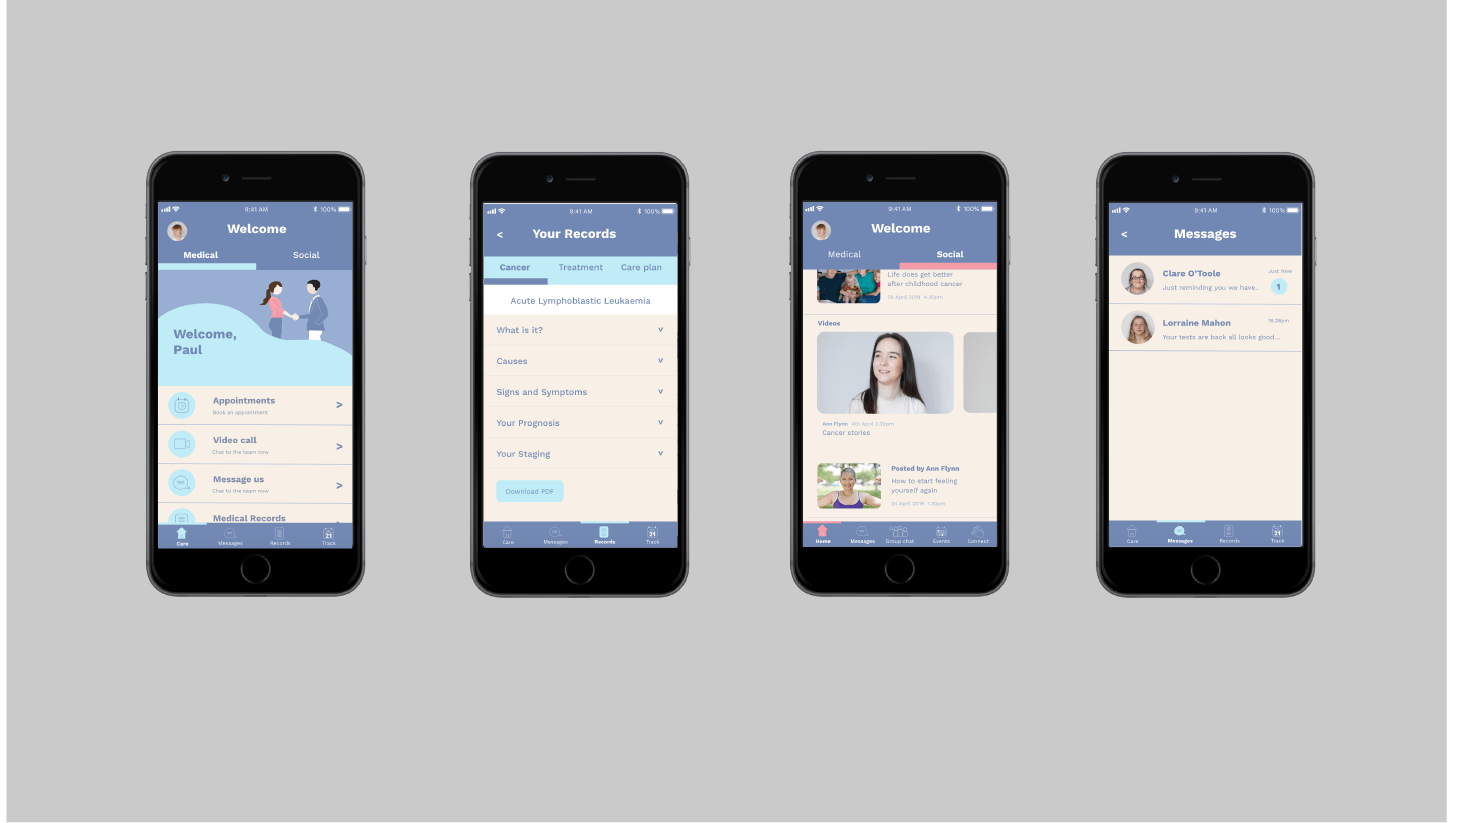 9:41 AM
100%
Welcome
Medical
Social
Welcome,
Paul
Appointments
Book an appointment
>
Video call
Chat to the team now
>
Message us
Chat to the team now
>
Medical Records
Care
Messages
Records
21
Track
9:41 AM
100%
<
Your Records
Cancer
Treatment
Care plan
Acute Lymphoblastic Leukaemia
What is it?
v
Causes
v
Signs and Symptoms
v
Your Prognosis
v
Your Staging
v
Download PDF
Care
Messages
Records
21
Track
9:41 AM
100%
Welcome
Medical
Social
Life does get better
after childhood cancer
29 April 2019 4.30pm
Videos
Ann Flynn 4th April 2:30pm
Cancer stories
Posted by Ann Flynn
How to start feeling
yourself again
24 April 2019 1.30pm
Home
Messages
Group chat
Events
Connect
9:41 AM
100%
<
Messages
Clare O'Toole
Just Now
Just reminding you we have..
1
Lorraine Mahon
16:26pm
Your tests are back all looks good...
Care
Messages
Records
21
Track